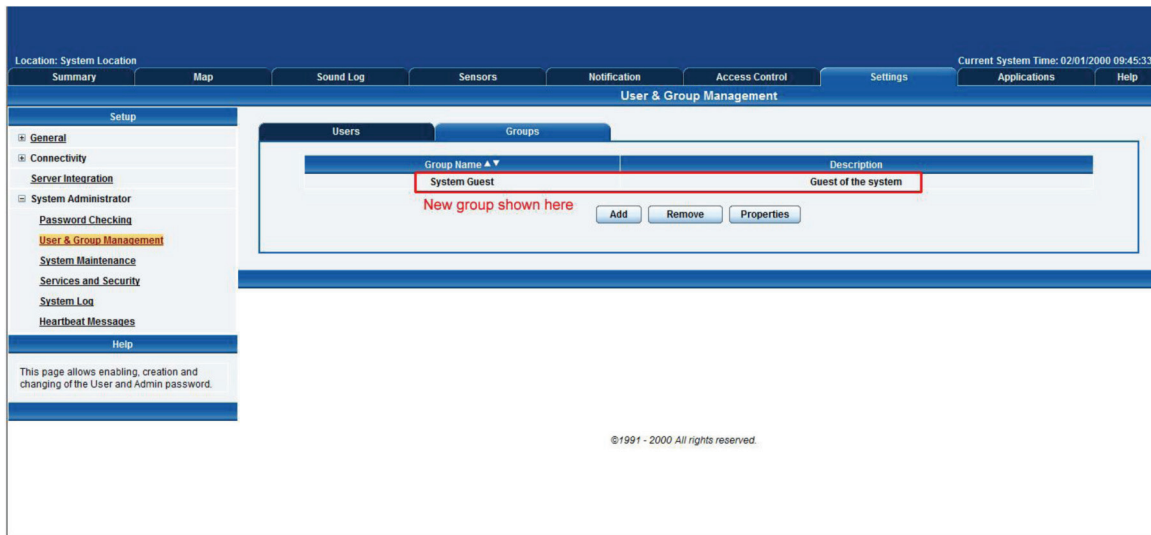 Location: System Location
Current System Time: 02/01/2000 09:45:33
Summary Map Sound Log Sensors Notification Access Control Settings Applications Help
User & Group Management
Setup
General
Connectivity
Server Integration
System Administrator
Password Checking
User & Group Management
System Maintenance
Services and Security
System Log
Heartbeat Messages
Help
This page allows enabling, creation and
changing of the User and Admin password.
Users Groups
Group Name ▲▼ Description
System Guest Guest of the system
New group shown here
Add Remove Properties
©1991 - 2000 All rights reserved.